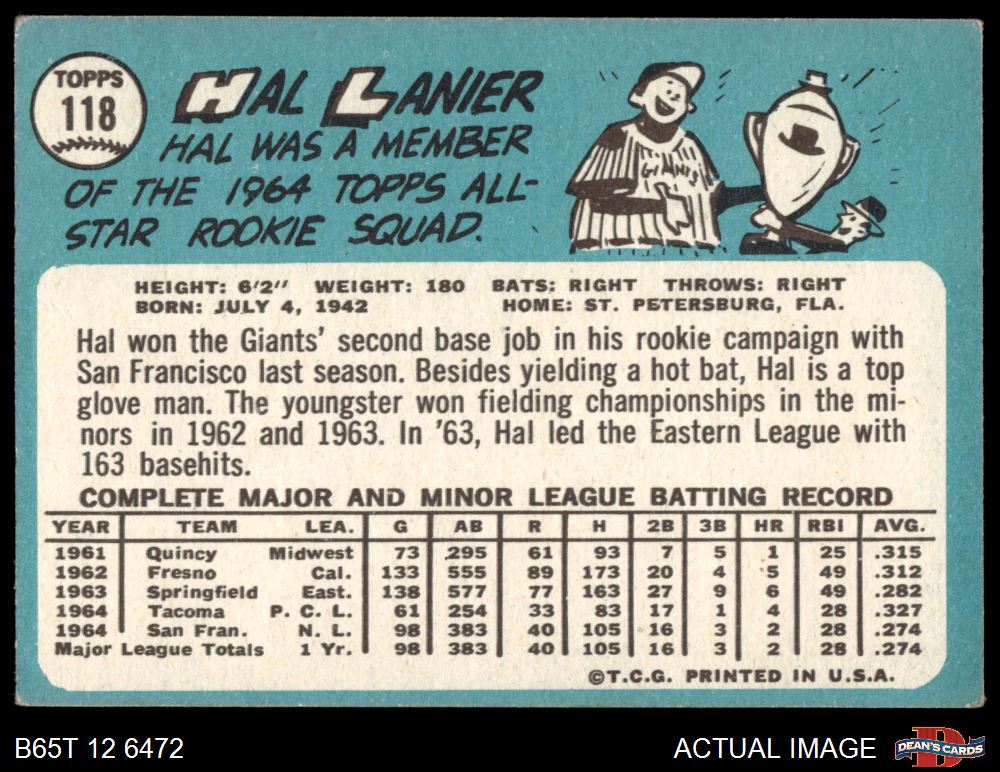 TOPPS
118
HAL LANIER
HAL WAS A MEMBER
OF THE 1964 TOPPS ALL-
STAR ROOKIE SQUAD.
GIANTS
HEIGHT: 6'2" WEIGHT: 180 BATS: RIGHT THROWS: RIGHT
BORN: JULY 4, 1942 HOME: ST. PETERSBURG, FLA.
Hal won the Giants' second base job in his rookie campaign with
San Francisco last season. Besides yielding a hot bat, Hal is a top
glove man. The youngster won fielding championships in the mi-
nors in 1962 and 1963. In '63, Hal led the Eastern League with
163 basehits.
COMPLETE MAJOR AND MINOR LEAGUE BATTING RECORD
YEAR TEAM LEA. G AB R H 2B 3B HR RBI AVG.
1961 Quincy Midwest 73 295 61 93 7 5 1 25 .315
1962 Fresno Cal. 133 555 89 173 20 4 5 49 .312
1963 Springfield East. 138 577 77 163 27 9 6 49 .282
1964 Tacoma P. C. L. 61 254 33 83 17 1 4 28 .327
1964 San Fran. N. L. 98 383 40 105 16 3 2 28 .274
Major League Totals 1 Yr. 98 383 40 105 16 3 2 28 .274
©T.C.G. PRINTED IN U.S.A.
B65T 12 6472
ACTUAL IMAGE
DEAN'S CARDS